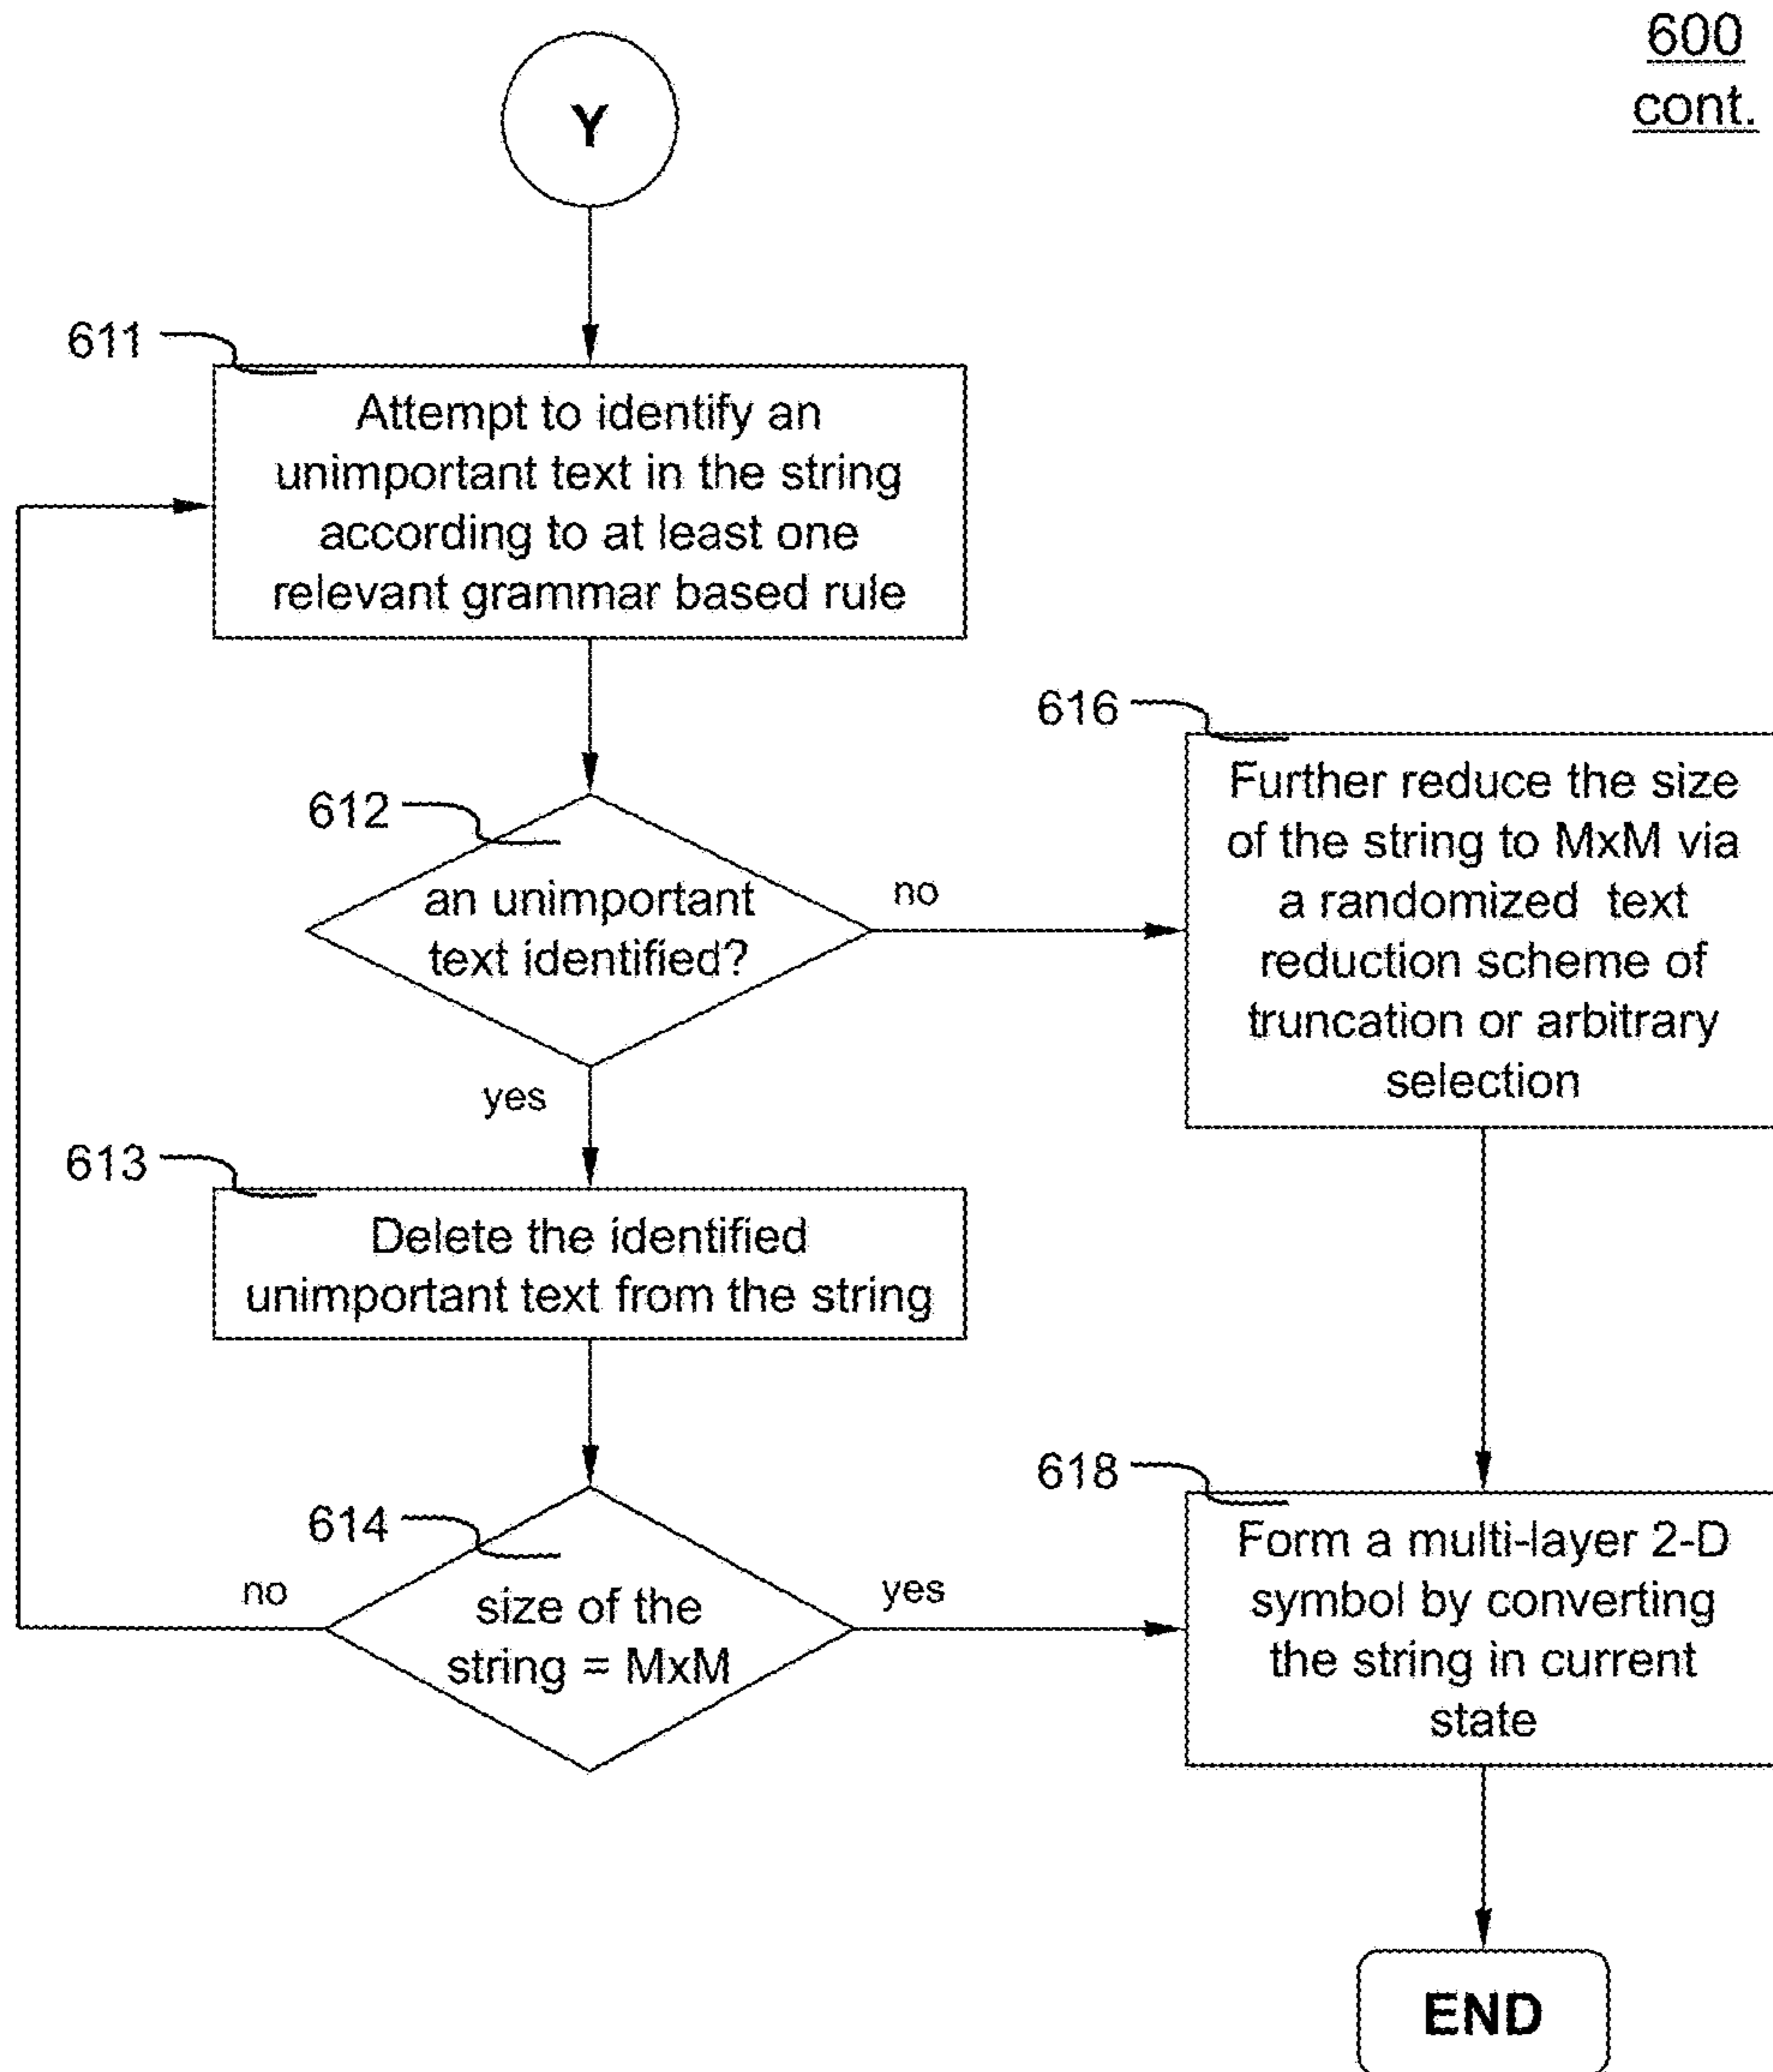 600
cont.
Y
611
Attempt to identify an
unimportant text in the string
according to at least one
relevant grammar based rule
612
an unimportant
text identified?
no
yes
616
Further reduce the size
of the string to MxM via
a randomized text
reduction scheme of
truncation or arbitrary
selection
613
Delete the identified
unimportant text from the string
614
size of the
string = MxM
no
yes
618
Form a multi-layer 2-D
symbol by converting
the string in current
state
END